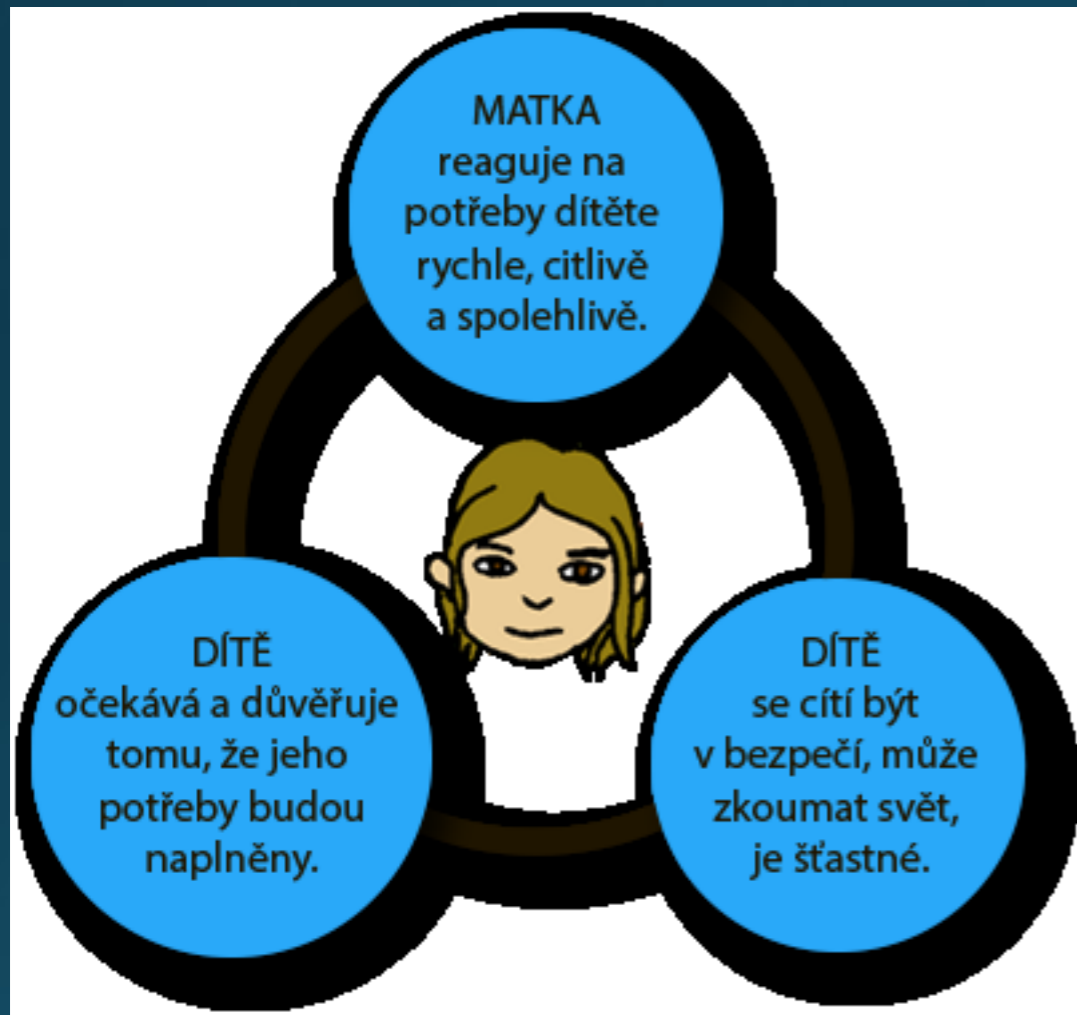 MATKA
reaguje na
potřeby dítěte
rychle, citlivě
a spolehlivě.
DÍTĚ
očekává a důvěřuje
tomu, že jeho
potřeby budou
naplněny.
DÍTĚ
se cítí být
v bezpečí, může
zkoumat svět,
je šťastné.